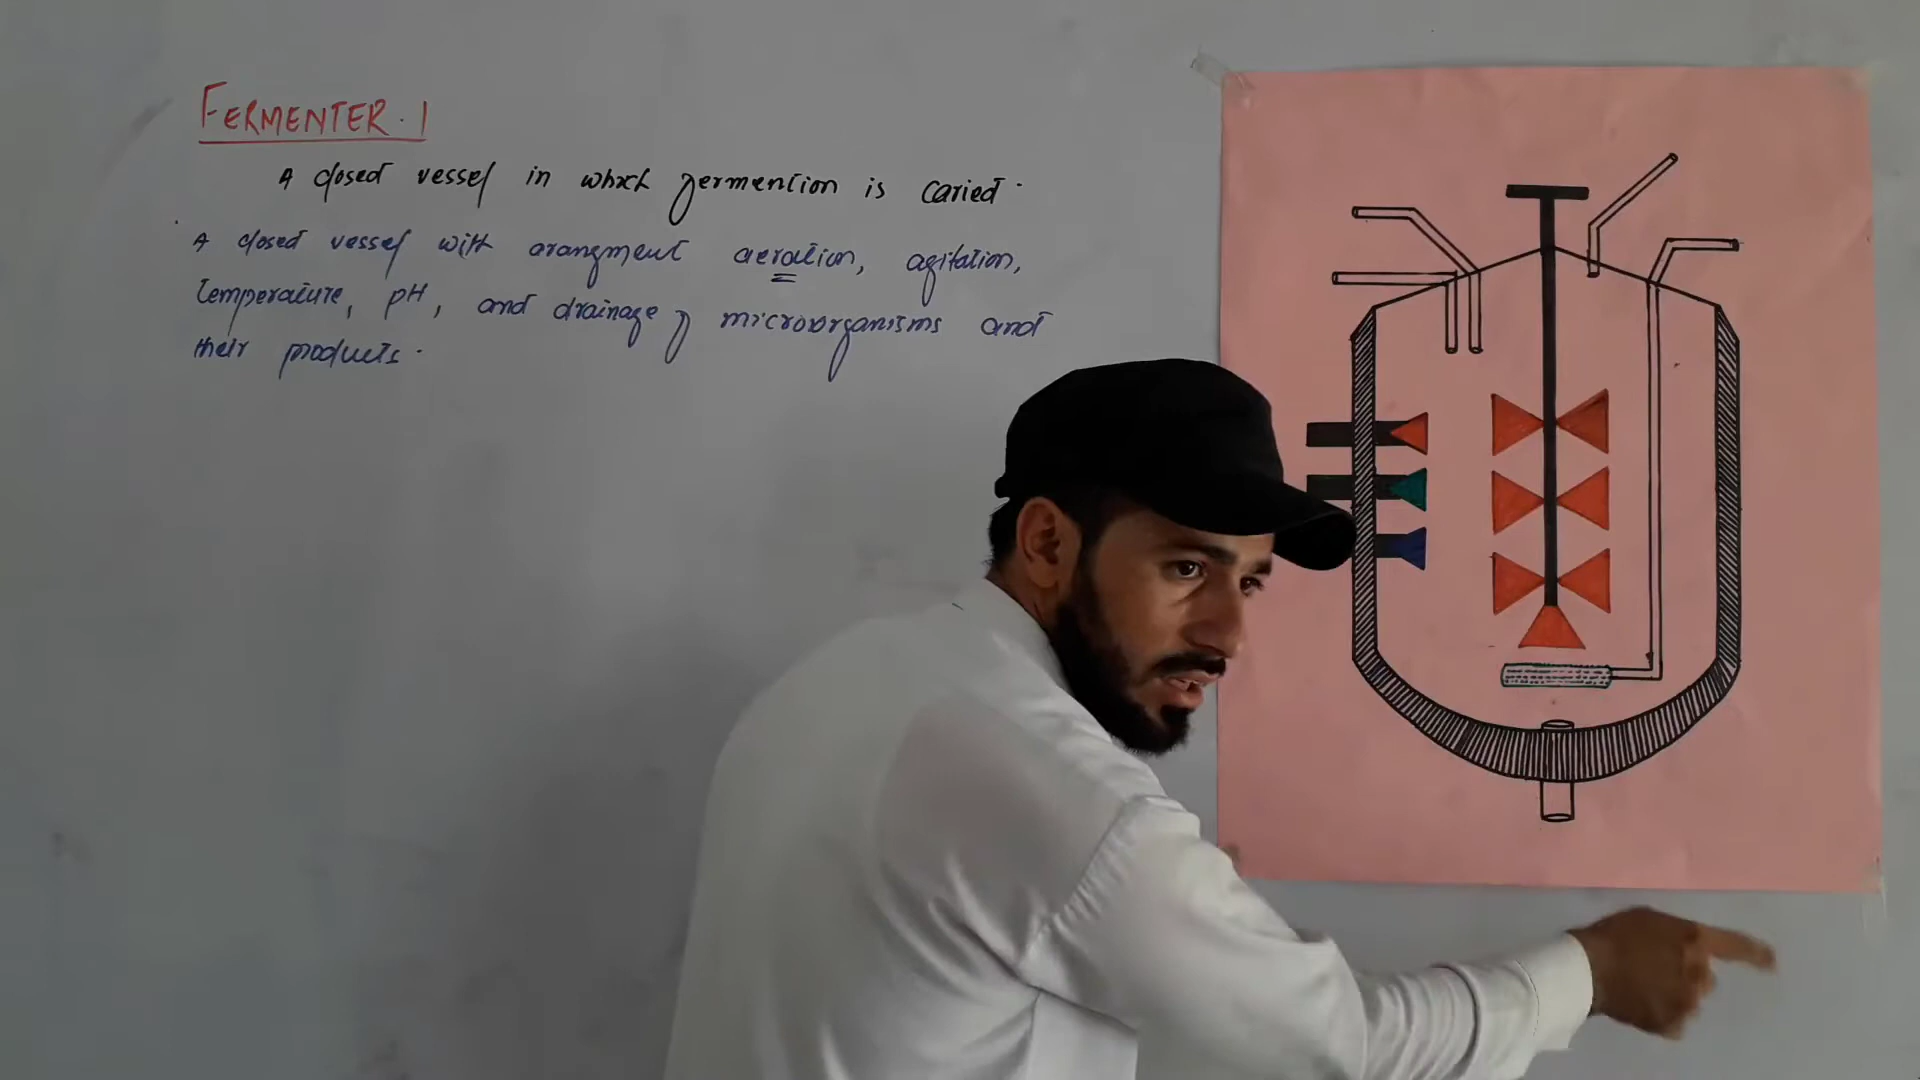 FERMENTER.1
A closed vessel in which fermention is caried.
A closed vessel with arangment aeration, agitation,
temperature, pH, and drainage of microorganisms and
their products.